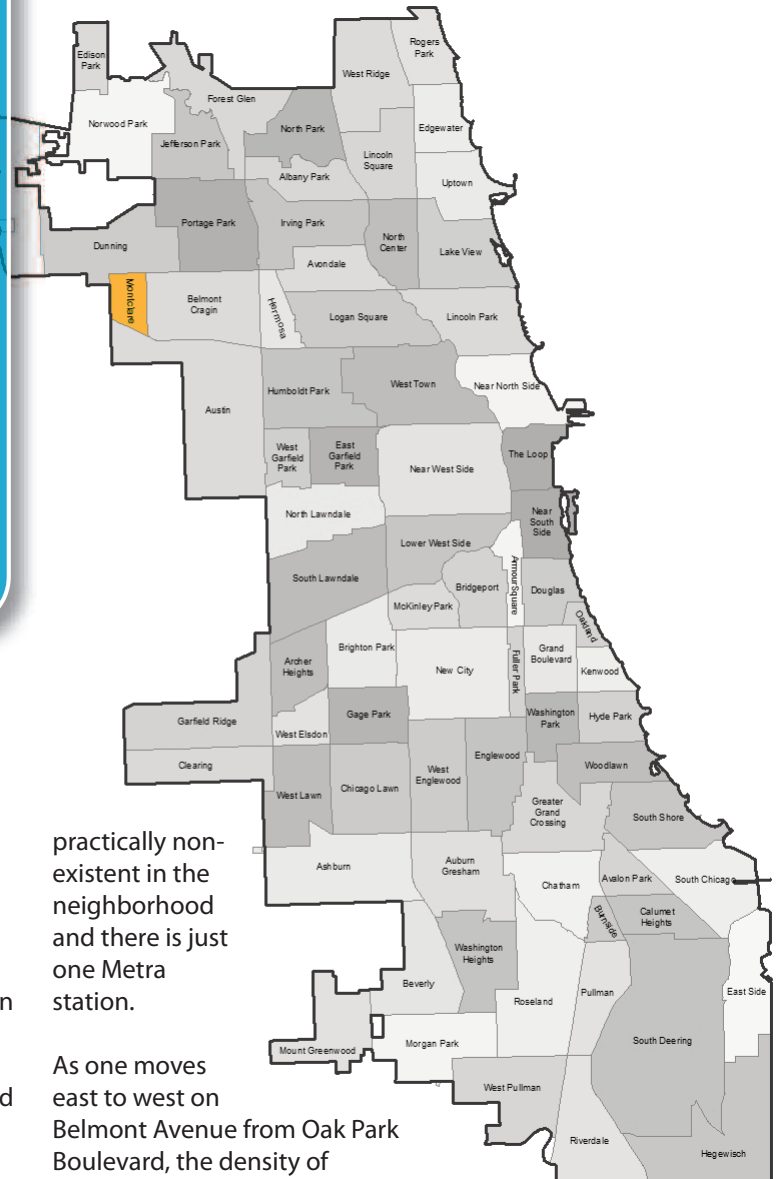 Rogers
Park
Edison
Park
West Ridge
Forest Glen
Norwood Park
North Park
Edgewater
Jefferson Park
Lincoln
Square
Albany Park
Uptown
Portage Park
Irving Park
North
Center
Dunning
Lake View
Avondale
Montclare
Belmont
Cragin
Hermosa
Logan Square
Lincoln Park
West Town
Near North Side
Humboldt Park
Austin
West
Garfield
Park
East
Garfield
Park
The Loop
Near West Side
North Lawndale
Near
South
Side
Lower West Side
South Lawndale
Bridgeport
ArmourSquare
Douglas
McKinley Park
Oakland
Brighton Park
Grand
Boulevard
Archer
Heights
New City
Fuller Park
Kenwood
Garfield Ridge
Gage Park
Washington
Park
Hyde Park
West Elsdon
Clearing
West
Englewood
Englewood
Woodlawn
West Lawn
Chicago Lawn
Greater
Grand
Crossing
South Shore
practically non-
existent in the
neighborhood
and there is just
one Metra
station.
Ashburn
Auburn
Gresham
Chatham
Avalon Park
South Chicago
Burnside
Calumet
Heights
Washington
Heights
Beverly
Roseland
Pullman
East Side
n
Mount Greenwood
Morgan Park
South Deering
As one moves
east to west on
Belmont Avenue from Oak Park
Boulevard, the density of
d
West Pullman
Riverdale
Hegewisch